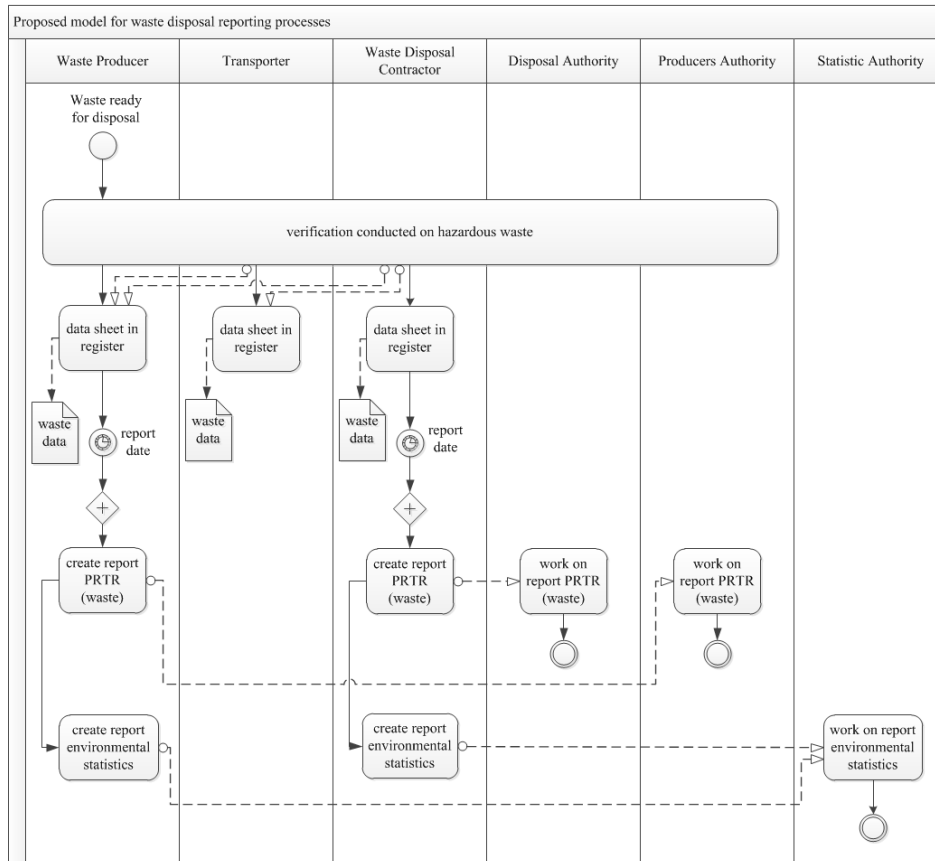 Proposed model for waste disposal reporting processes
Waste Producer
Transporter
Waste Disposal
Contractor
Disposal Authority
Producers Authority
Statistic Authority
Waste ready
for disposal
verification conducted on hazardous waste
data sheet in
register
data sheet in
register
data sheet in
register
waste
data
report
date
waste
data
waste
data
report
date
create report
PRTR
(waste)
create report
PRTR
(waste)
work on
report PRTR
(waste)
work on
report PRTR
(waste)
create report
environmental
statistics
create report
environmental
statistics
work on report
environmental
statistics